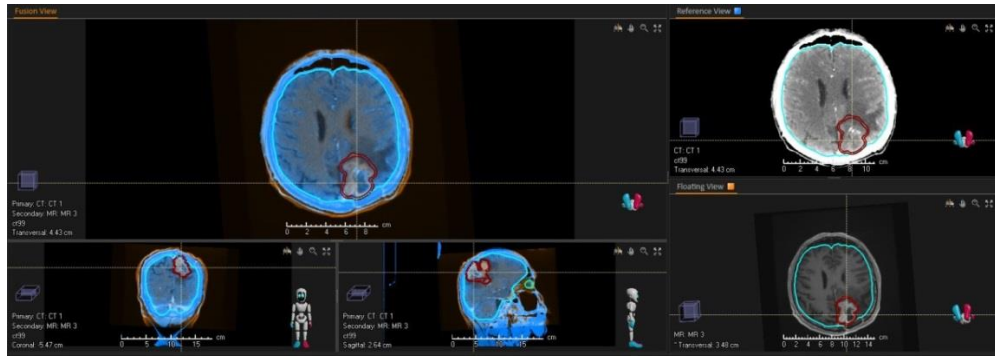 Fusion View
Primary: CT: CT 1
Secondary: MR: MR 3
ct99
Transversal: 4.43 cm
0 2 4 6 8 cm
Primary: CT: CT 1
Secondary: MR: MR 3
ct99
Coronal: -5.47 cm
0 5 10 15 cm
Primary: CT: CT 1
Secondary: MR: MR 3
ct99
Sagittal: 2.64 cm
0 5 10 15 cm
Reference View
CT: CT 1
ct99
Transversal: 4.43 cm
0 2 4 6 8 10 cm
Floating View
MR: MR 3
* Transversal: 3.48 cm
0 2 4 6 8 10 12 14 cm